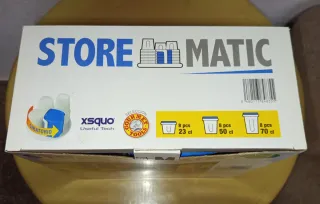 STORE MATIC
xsquo
Useful Tech
8 pcs
23 cl
8 pcs
50 cl
8 pcs
70 cl